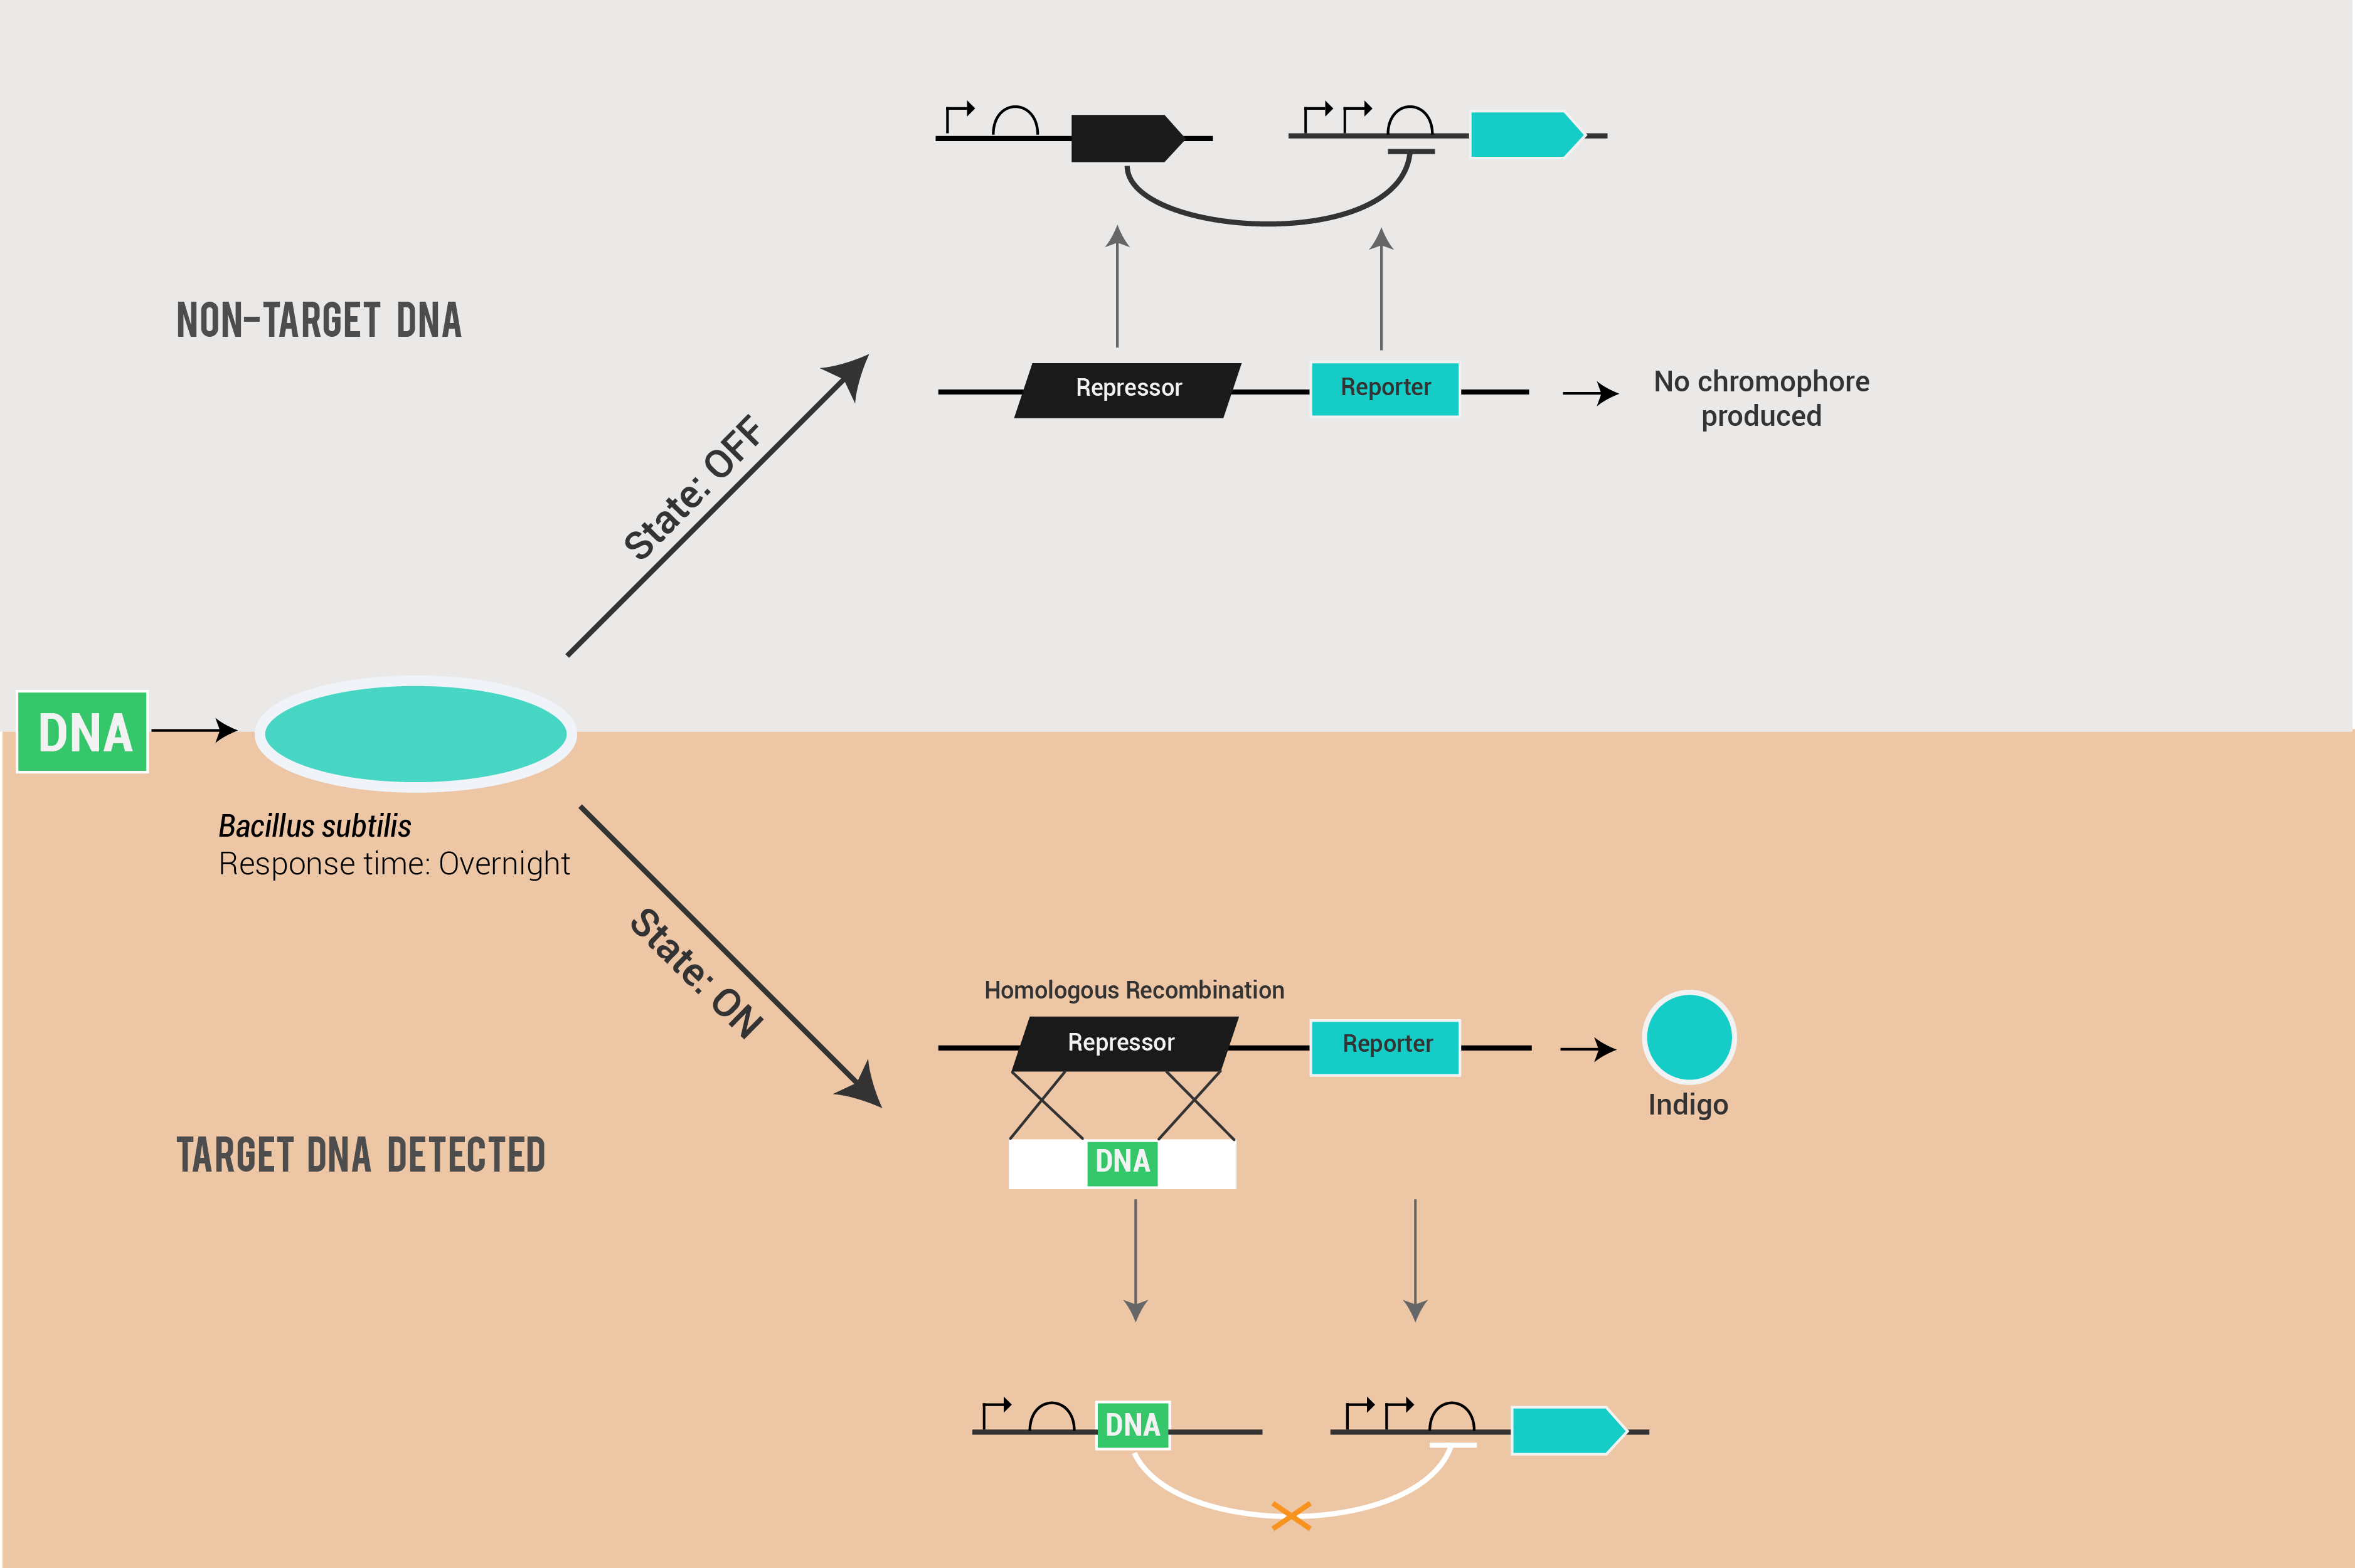 NON-TARGET DNA
State: OFF
Repressor
Reporter
No chromophore
produced
DNA
Bacillus subtilis
Response time: Overnight
State: ON
TARGET DNA DETECTED
Homologous Recombination
Repressor
Reporter
Indigo
DNA
DNA